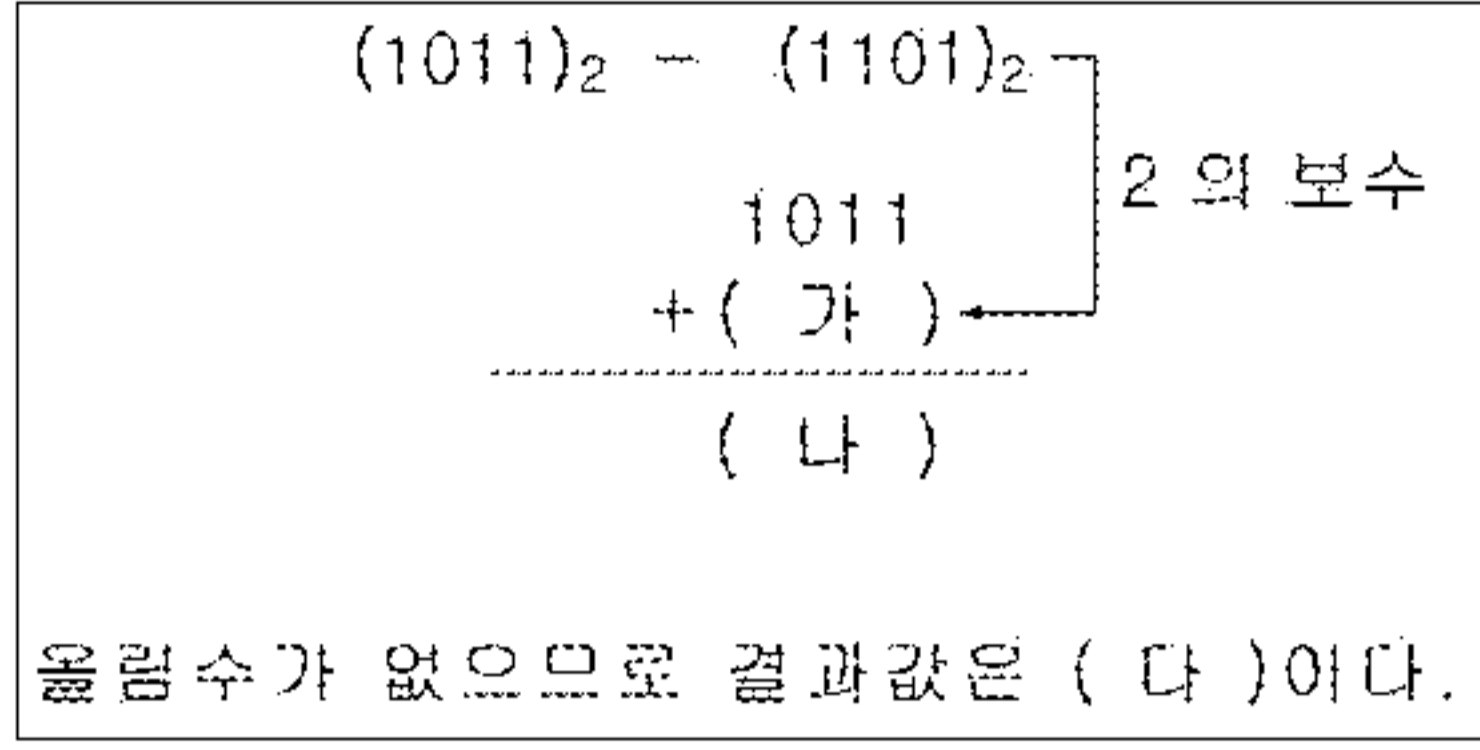 (1011)₂ - (1101)₂
2 의 보수
1011
+ ( 가 )
( 나 )
올림수가 없으므로 결과값은 ( 다 )이다.